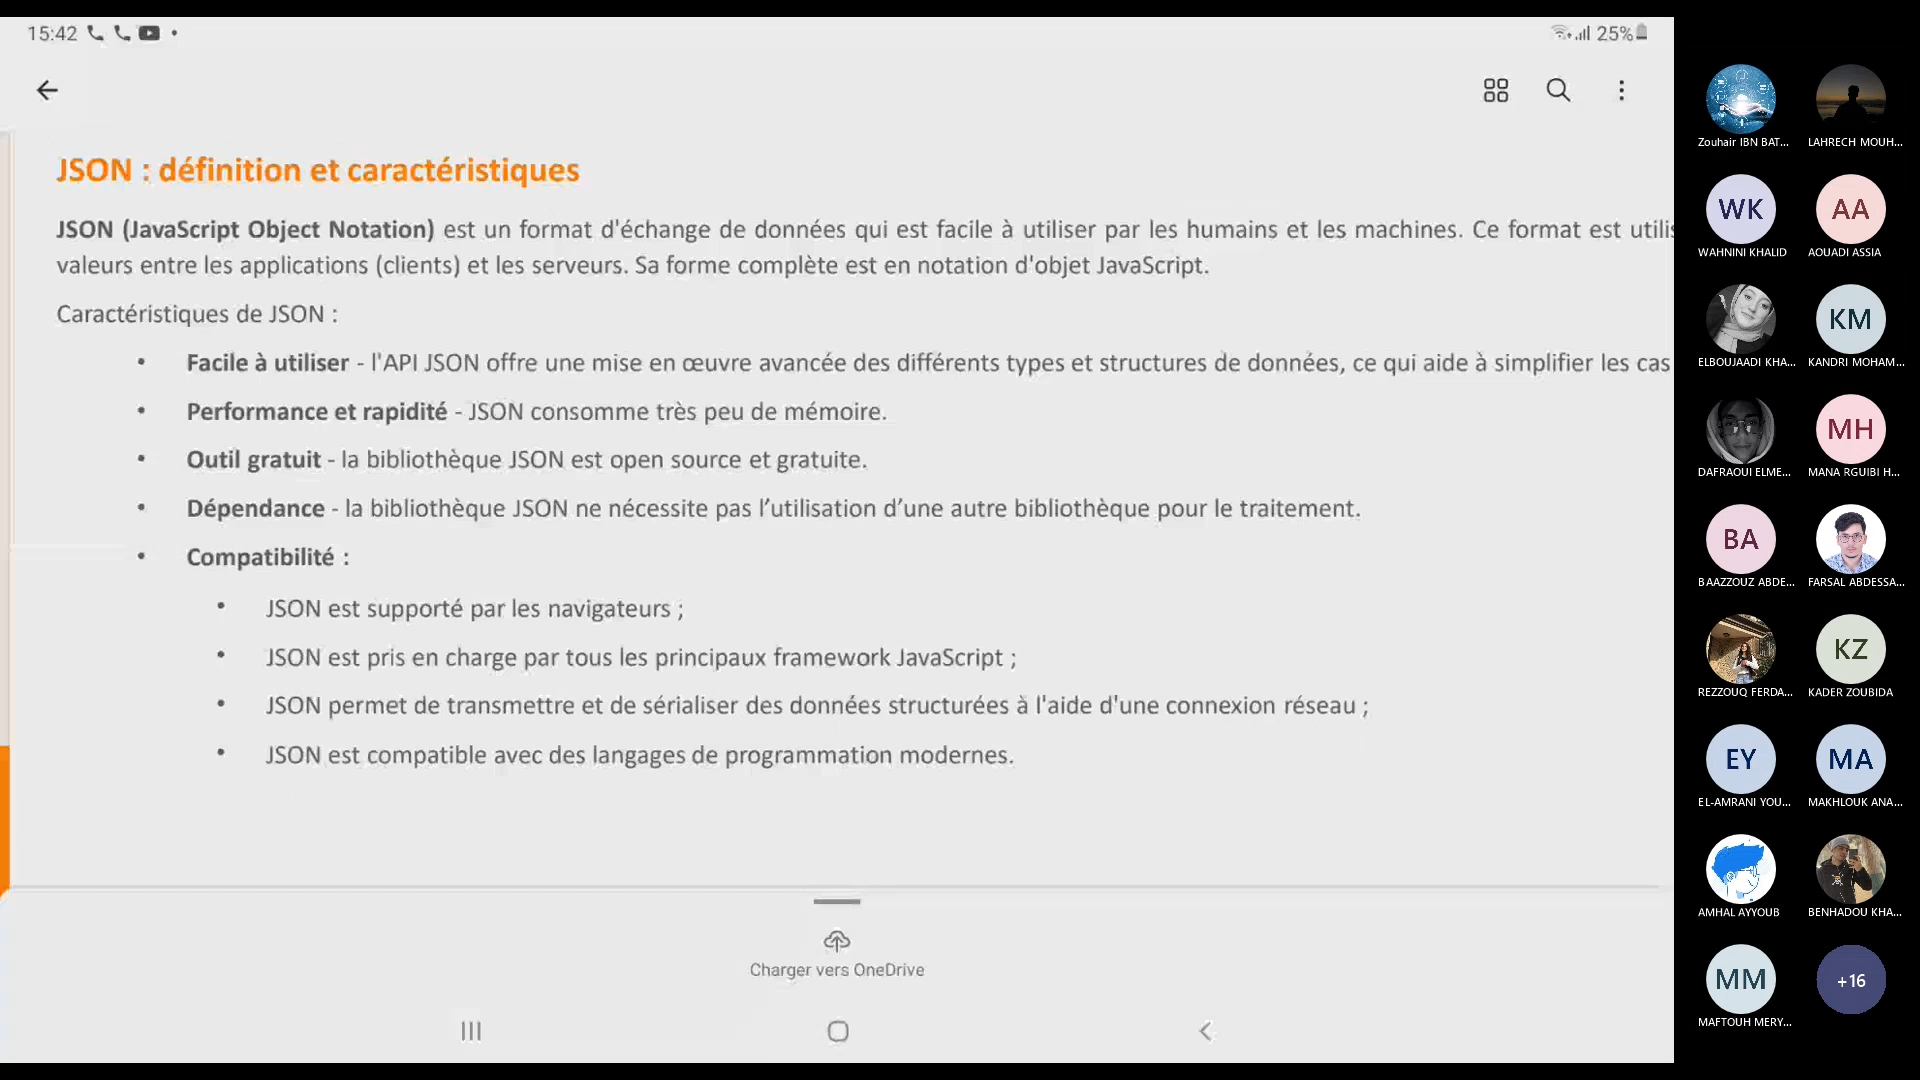 15:42
25%
JSON : définition et caractéristiques
JSON (JavaScript Object Notation) est un format d'échange de données qui est facile à utiliser par les humains et les machines. Ce format est utilis
valeurs entre les applications (clients) et les serveurs. Sa forme complète est en notation d'objet JavaScript.
Caractéristiques de JSON :
• Facile à utiliser - l'API JSON offre une mise en œuvre avancée des différents types et structures de données, ce qui aide à simplifier les cas
• Performance et rapidité - JSON consomme très peu de mémoire.
• Outil gratuit - la bibliothèque JSON est open source et gratuite.
• Dépendance - la bibliothèque JSON ne nécessite pas l’utilisation d’une autre bibliothèque pour le traitement.
• Compatibilité :
• JSON est supporté par les navigateurs ;
• JSON est pris en charge par tous les principaux framework JavaScript ;
• JSON permet de transmettre et de sérialiser des données structurées à l'aide d'une connexion réseau ;
• JSON est compatible avec des langages de programmation modernes.
Charger vers OneDrive
Zouhair IBN BAT...
LAHRECH MOUH...
WK
WAHNINI KHALID
AA
AOUADI ASSIA
ELBOUJAADI KHA...
KM
KANDRI MOHAM...
DAFRAOUI ELME...
MH
MANA RGUIBI H...
BA
BAAZZOUZ ABDE...
FARSAL ABDESSA...
REZZOUQ FERDA...
KZ
KADER ZOUBIDA
EY
EL-AMRANI YOU...
MA
MAKHLOUK ANA...
AMHAL AYYOUB
BENHADOU KHA...
MM
MAFTOUH MERY...
+16